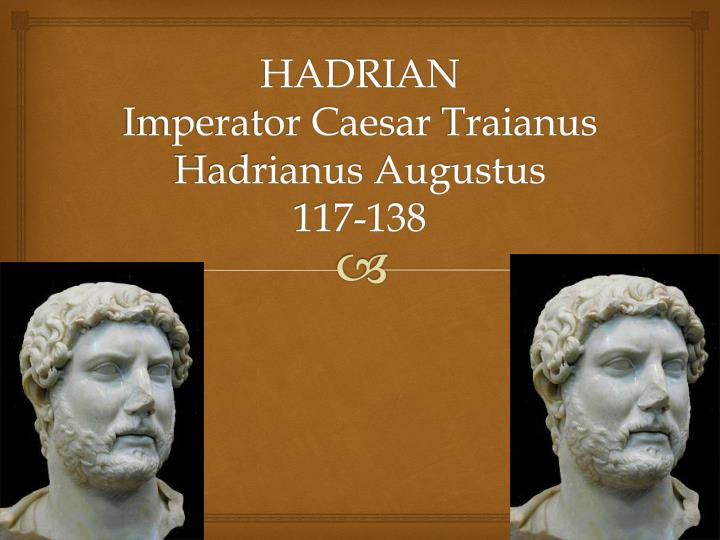 HADRIAN
Imperator Caesar Traianus
Hadrianus Augustus
117-138